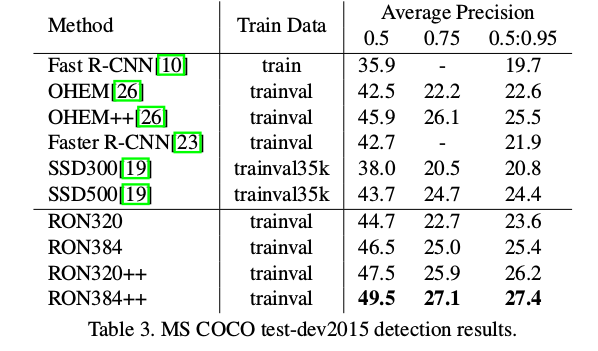 Method Train Data Average Precision
0.5 0.75 0.5:0.95
Fast R-CNN[10] train 35.9 - 19.7
OHEM[26] trainval 42.5 22.2 22.6
OHEM++[26] trainval 45.9 26.1 25.5
Faster R-CNN[23] trainval 42.7 - 21.9
SSD300[19] trainval35k 38.0 20.5 20.8
SSD500[19] trainval35k 43.7 24.7 24.4
RON320 trainval 44.7 22.7 23.6
RON384 trainval 46.5 25.0 25.4
RON320++ trainval 47.5 25.9 26.2
RON384++ trainval 49.5 27.1 27.4
Table 3. MS COCO test-dev2015 detection results.